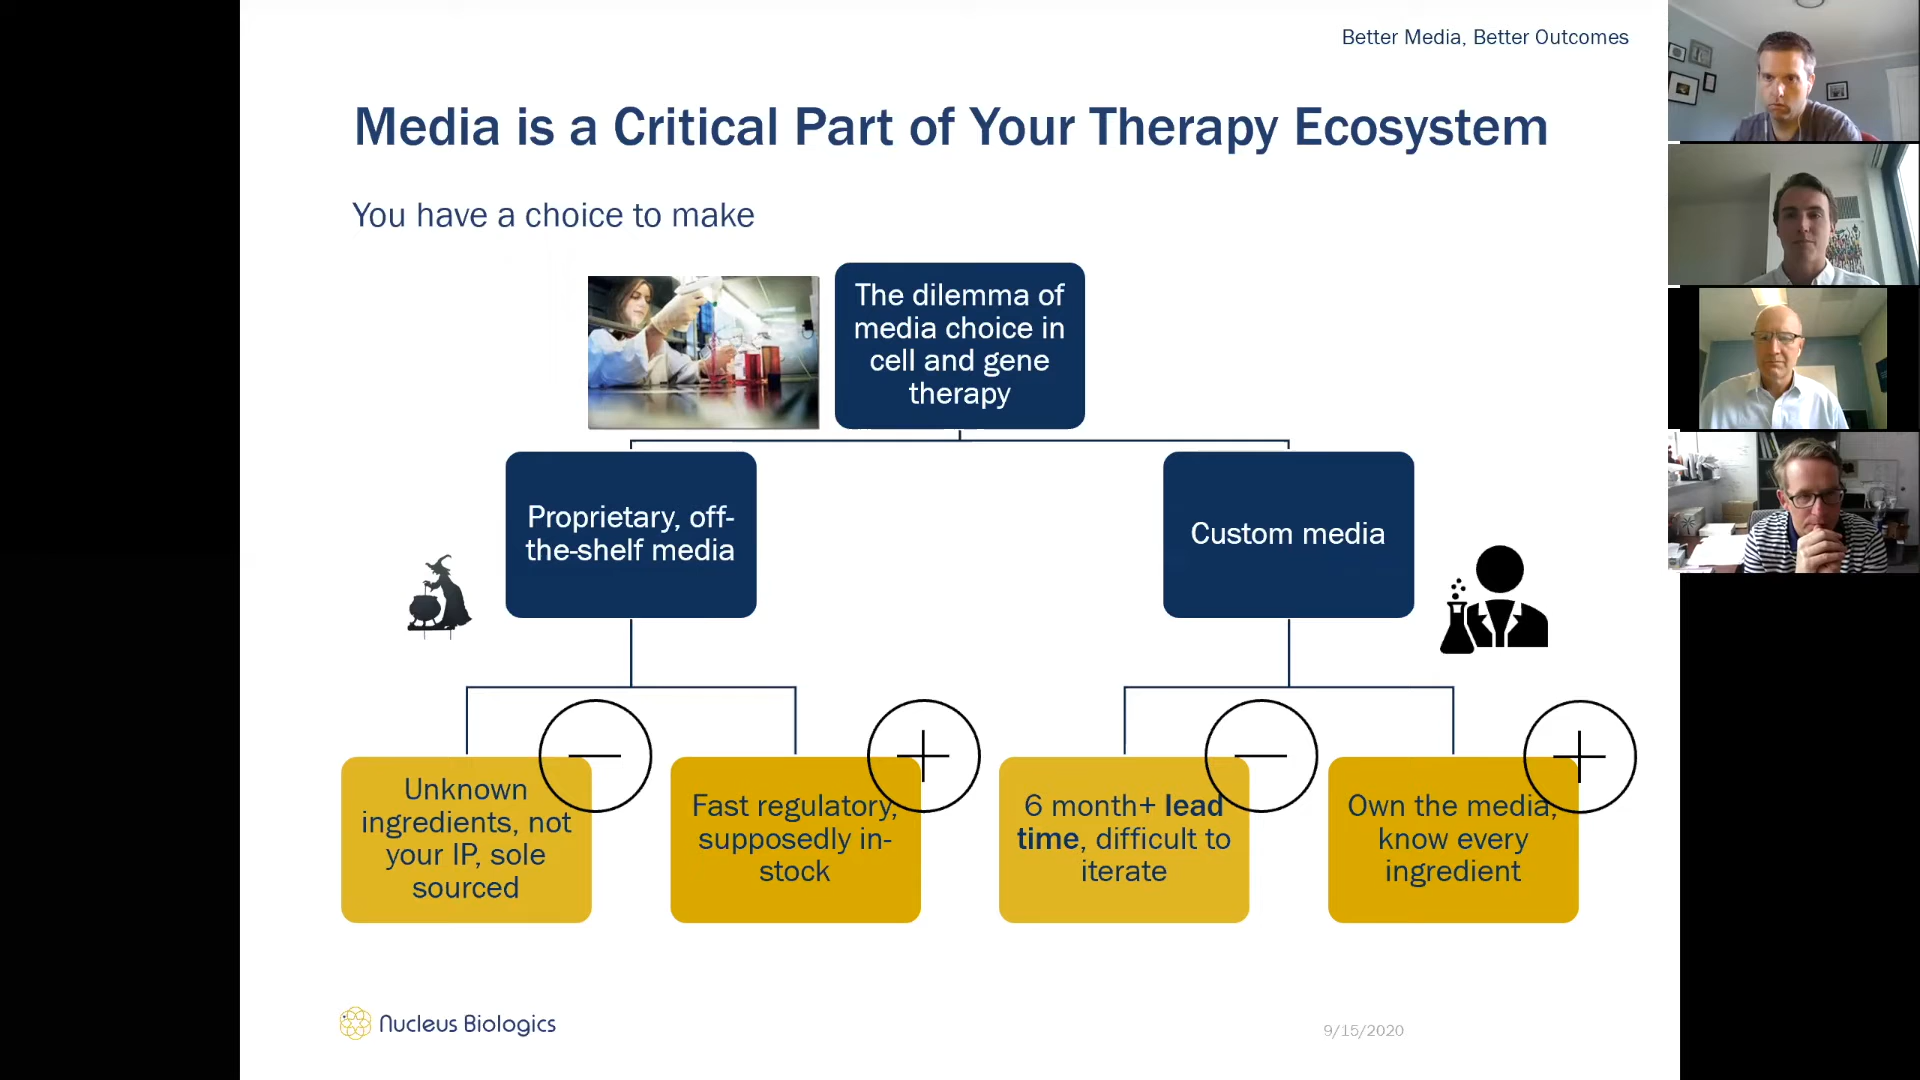 Better Media, Better Outcomes
Media is a Critical Part of Your Therapy Ecosystem
You have a choice to make
The dilemma of
media choice in
cell and gene
therapy
Proprietary, off-
the-shelf media
Custom media
Unknown
ingredients, not
your IP, sole
sourced
Fast regulatory,
supposedly in-
stock
6 month+ lead
time, difficult to
iterate
Own the media,
know every
ingredient
Nucleus Biologics
9/15/2020